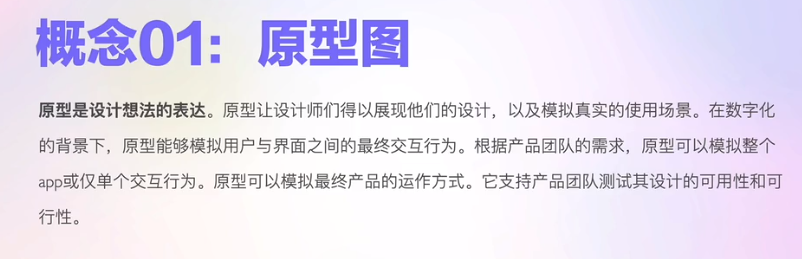 概念01：原型图
原型是设计想法的表达。原型让设计师们得以展现他们的设计，以及模拟真实的使用场景。在数字化
的背景下，原型能够模拟用户与界面之间的最终交互行为。根据产品团队的需求，原型可以模拟整个
app或仅单个交互行为。原型可以模拟最终产品的运作方式。它支持产品团队测试其设计的可用性和可
行性。